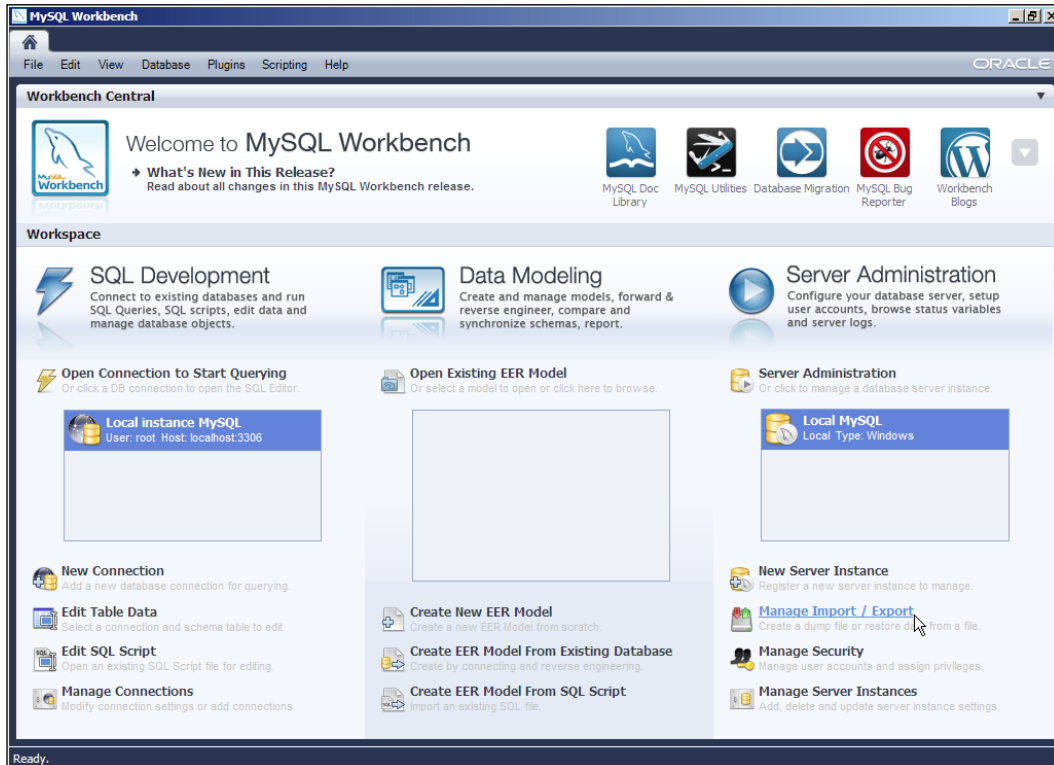 MySQL Workbench
File Edit View Database Plugins Scripting Help
ORACLE
Workbench Central
MySQL
Workbench
Welcome to MySQL Workbench
What's New in This Release?
Read about all changes in this MySQL Workbench release.
MySQL Doc
Library
MySQL Utilities
Database Migration
MySQL Bug
Reporter
Workbench
Blogs
Workspace
SQL Development
Connect to existing databases and run
SQL Queries, SQL scripts, edit data and
manage database objects.
Open Connection to Start Querying
Or click a DB connection to open the SQL Editor.
Local instance MySQL
User: root Host: localhost:3306
New Connection
Add a new database connection for querying.
Edit Table Data
Select a connection and schema table to edit.
Edit SQL Script
Open an existing SQL Script file for editing.
Manage Connections
Modify connection settings or add connections.
Data Modeling
Create and manage models, forward &
reverse engineer, compare and
synchronize schemas, report.
Open Existing EER Model
Or select a model to open or click here to browse.
Create New EER Model
Create a new EER Model from scratch.
Create EER Model From Existing Database
Create by connecting and reverse engineering.
Create EER Model From SQL Script
Import an existing SQL file.
Server Administration
Configure your database server, setup
user accounts, browse status variables
and server logs.
Server Administration
Or click to manage a database server instance.
Local MySQL
Local Type: Windows
New Server Instance
Register a new server instance to manage.
Manage Import / Export
Create a dump file or restore from a file.
Manage Security
Manage user accounts and assign privileges.
Manage Server Instances
Add, delete and update server instance settings.
Ready.